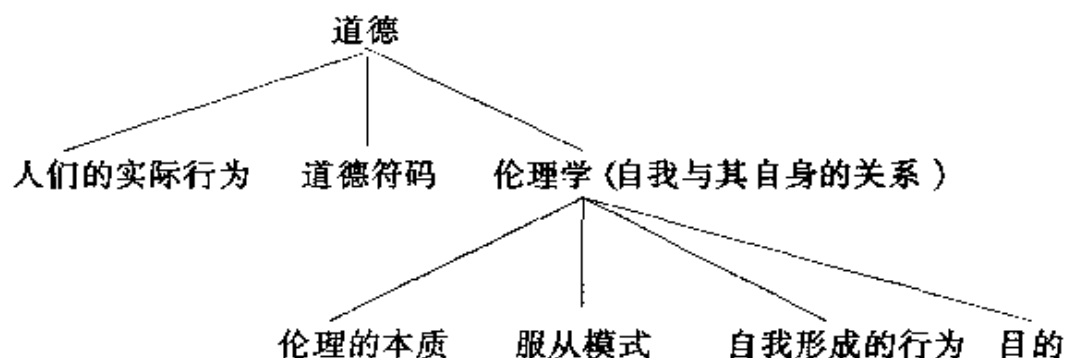 道德
人们的实际行为 道德符码 伦理学(自我与其自身的关系)
伦理的本质 服从模式 自我形成的行为 目的